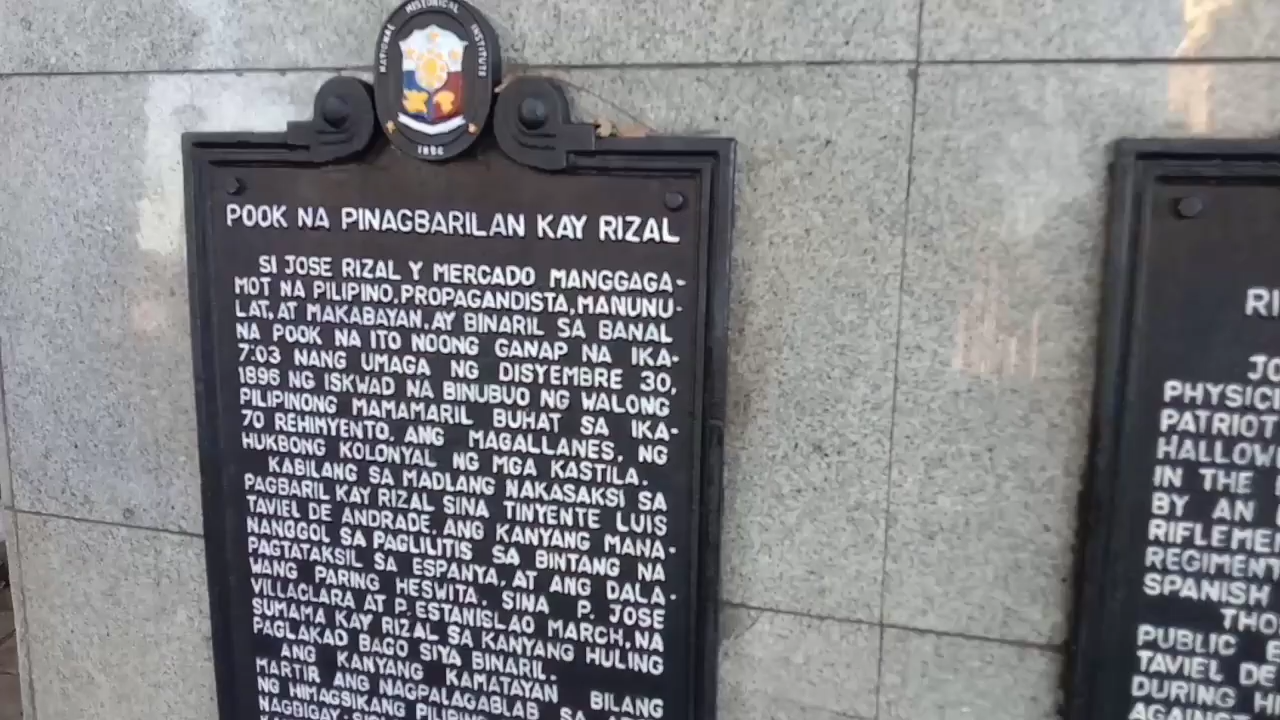 NATIONAL HISTORICAL INSTITUTE
POOK NA PINAGBARILAN KAY RIZAL
SI JOSE RIZAL Y MERCADO MANGGAGA-
MOT NA PILIPINO, PROPAGANDISTA, MANUNU-
LAT, AT MAKABAYAN, AY BINARIL SA BANAL
NA POOK NA ITO NOONG GANAP NA IKA-
7:03 NANG UMAGA NG DISYEMBRE 30,
1896 NG ISKWAD NA BINUBUO NG WALONG
PILIPINONG MAMAMARIL BUHAT SA IKA-
70 REHIMYENTO, ANG MAGALLANES, NG
HUKBONG KOLONYAL NG MGA KASTILA.
KABILANG SA MADLANG NAKASAKSI SA
PAGBARIL KAY RIZAL SINA TINYENTE LUIS
TAVIEL DE ANDRADE, ANG KANYANG MANA-
NANGGOL SA PAGLILITIS SA BINTANG NA
PAGTATAKSIL SA ESPANYA, AT ANG DALA-
WANG PARING HESWITA, SINA P. JOSE
VILLACLARA AT P. ESTANISLAO MARCH, NA
SUMAMA KAY RIZAL SA KANYANG HULING
PAGLAKAD BAGO SIYA BINARIL.
ANG KANYANG KAMATAYAN BILANG
MARTIR ANG NAGPALAGABLAB SA
NG HIMAGSIKANG
RI
JO
PHYSICI
PATRIOT
HALLOW
IN THE
BY AN
RIFLEMEN
REGIMENT
SPANISH
THO
PUBLIC E
TAVIEL DE
DURING H
AGAINS